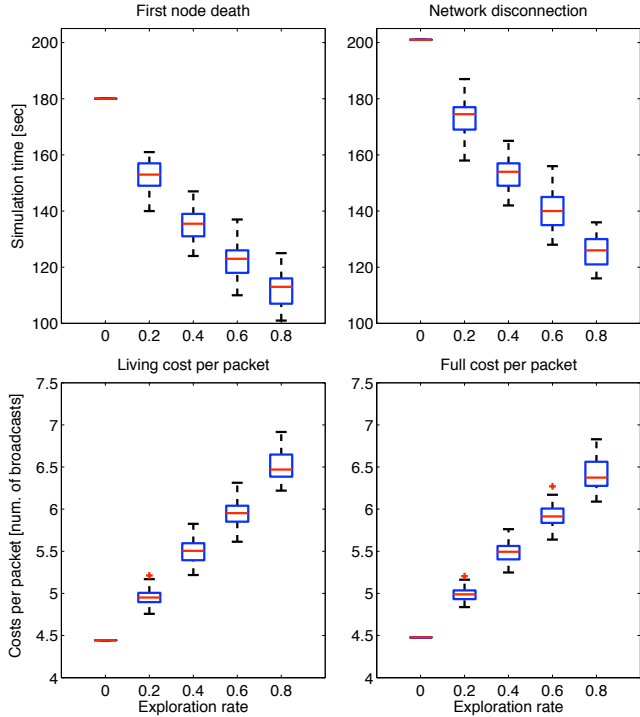 First node death
Network disconnection
Simulation time [sec]
200
180
160
140
120
100
0 0.2 0.4 0.6 0.8
200
180
160
140
120
100
0 0.2 0.4 0.6 0.8
Living cost per packet
Full cost per packet
Costs per packet [num. of broadcasts]
7.5
7
6.5
6
5.5
5
4.5
4
0 0.2 0.4 0.6 0.8
Exploration rate
7.5
7
6.5
6
5.5
5
4.5
4
0 0.2 0.4 0.6 0.8
Exploration rate